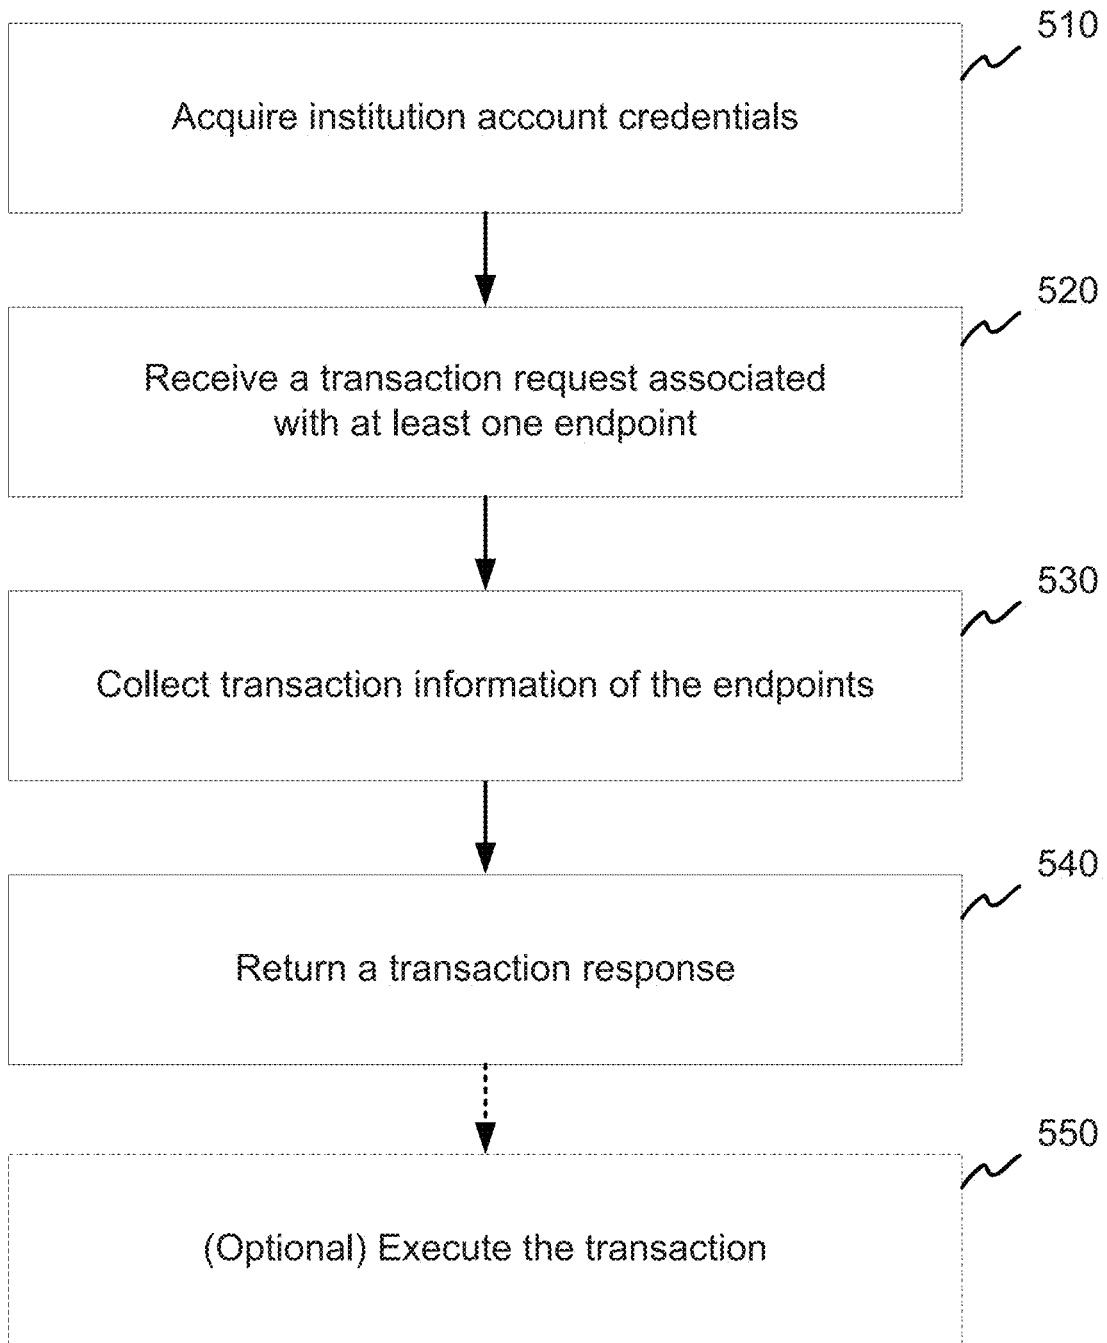 510
Acquire institution account credentials
520
Receive a transaction request associated
with at least one endpoint
530
Collect transaction information of the endpoints
540
Return a transaction response
550
(Optional) Execute the transaction